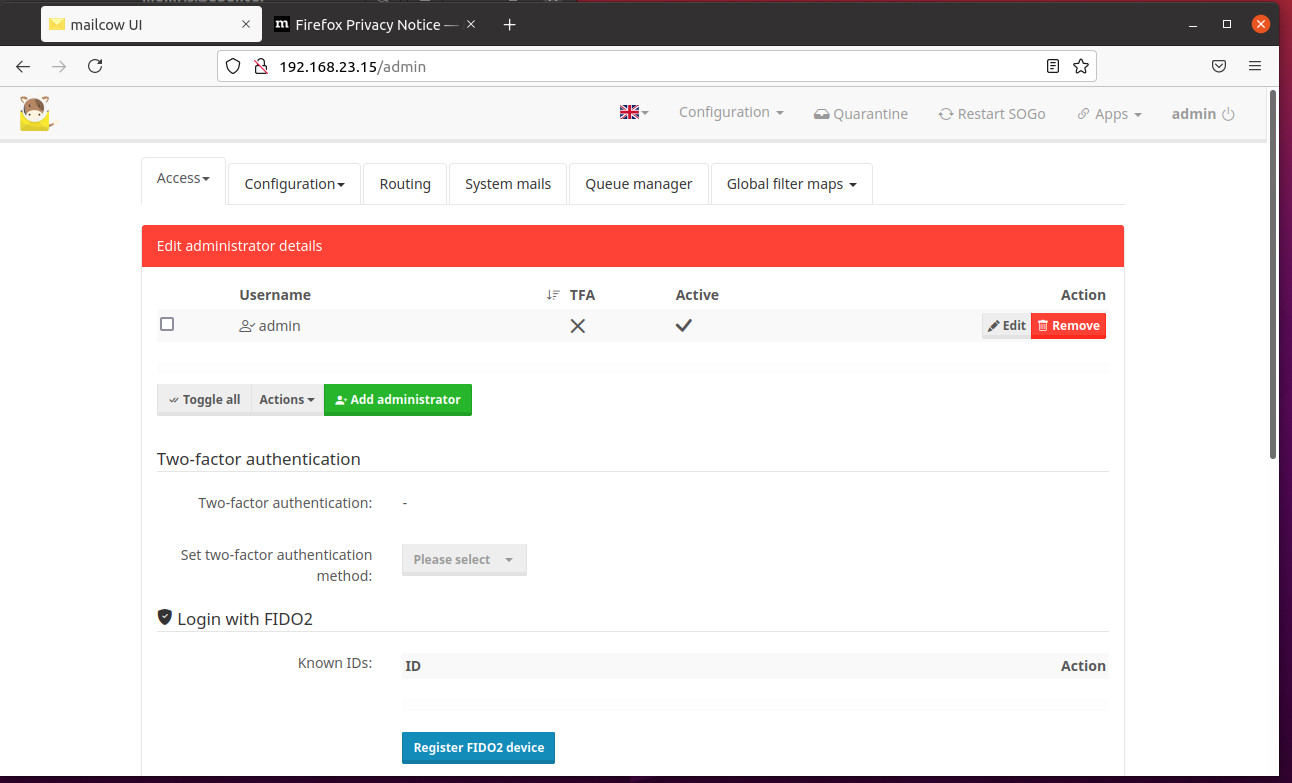 mailcow UI
Firefox Privacy Notice —
192.168.23.15/admin
Configuration Quarantine Restart SOGo Apps admin
Access Configuration Routing System mails Queue manager Global filter maps
Edit administrator details
Username TFA Active Action
admin Edit Remove
Toggle all Actions Add administrator
Two-factor authentication
Two-factor authentication: -
Set two-factor authentication Please select
method:
Login with FIDO2
Known IDs: ID Action
Register FIDO2 device